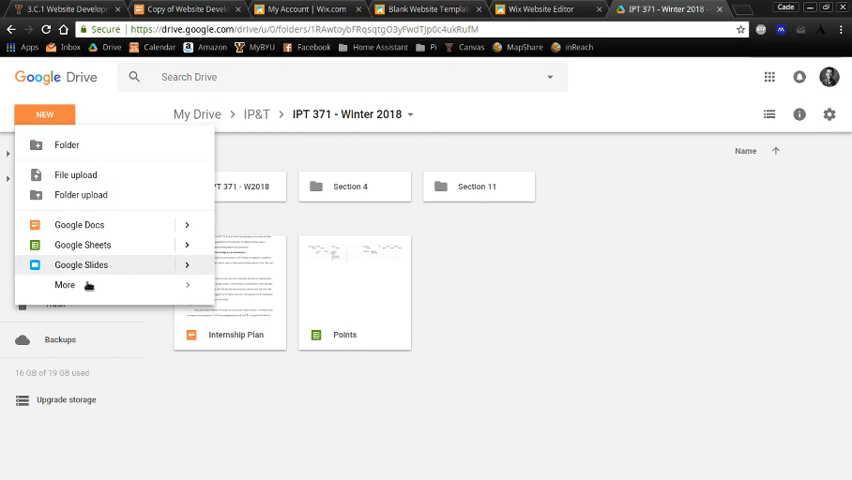 3.C.1 Website Develop
Copy of Website Devel
My Account | Wix.com
Blank Website Templat
Wix Website Editor
IPT 371 - Winter 2018 -
Cade
Secure
https://drive.google.com/drive/u/0/folders/1RAwtoybFRqsqtgO3yFwdTJp0c4ukRufM
Apps
Inbox
Drive
Calendar
Amazon
MyBYU
Facebook
Home Assistant
Pi
Canvas
MapShare
inReach
Google Drive
Search Drive
NEW
My Drive
IP&T
IPT 371 - Winter 2018
Name
Folder
File upload
Folder upload
Google Docs
Google Sheets
Google Slides
More
PT 371 - W2018
Section 4
Section 11
Internship Plan
Points
Trash
Backups
16 GB of 19 GB used
Upgrade storage